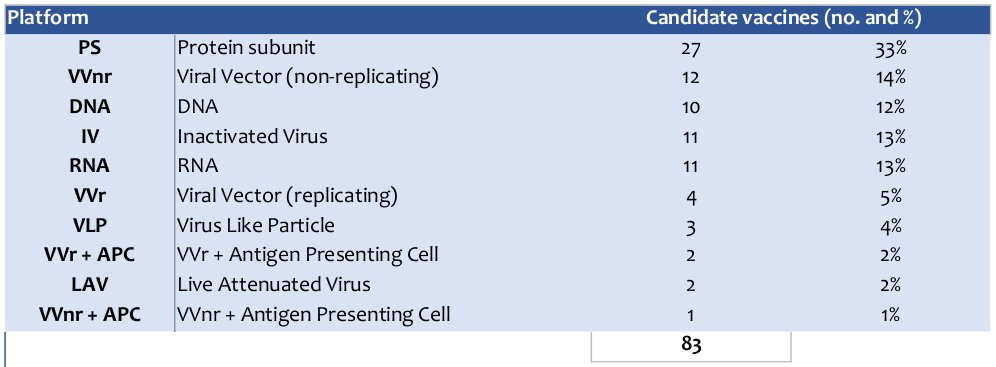 Platform Candidate vaccines (no. and %)
PS Protein subunit 27 33%
VVnr Viral Vector (non-replicating) 12 14%
DNA DNA 10 12%
IV Inactivated Virus 11 13%
RNA RNA 11 13%
VVr Viral Vector (replicating) 4 5%
VLP Virus Like Particle 3 4%
VVr + APC VVr + Antigen Presenting Cell 2 2%
LAV Live Attenuated Virus 2 2%
VVnr + APC VVnr + Antigen Presenting Cell 1 1%
83